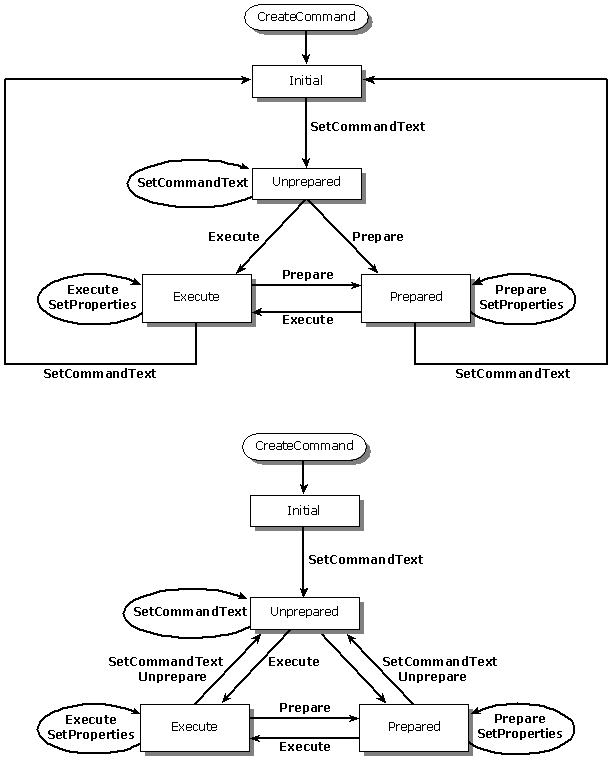 CreateCommand
Initial
SetCommandText
SetCommandText
Unprepared
Execute
Prepare
Execute
SetProperties
Execute
Prepare
Prepared
Prepare
SetProperties
Execute
SetCommandText
SetCommandText
CreateCommand
Initial
SetCommandText
SetCommandText
Unprepared
SetCommandText
Unprepare
Execute
SetCommandText
Unprepare
Execute
SetProperties
Execute
Prepare
Prepared
Prepare
SetProperties
Execute